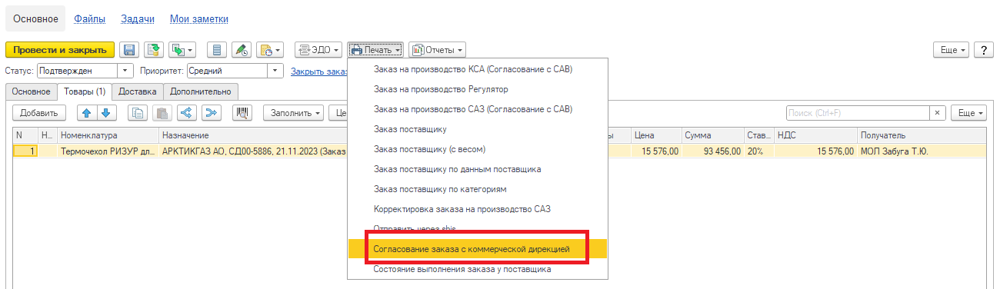 Основное Файлы Задачи Мои заметки
Провести и закрыть ЭДО Печать Отчеты Еще ?
Статус: Подтвержден Приоритет: Средний Закрыть заказ
Основное Товары (1) Доставка Дополнительно
Добавить Заполнить Це Поиск (Ctrl+F) × Еще
N Н... Номенклатура Назначение ы Цена Сумма Став... НДС Получатель
1 Термочехол РИЗУР дл... АРКТИКГАЗ АО, СД00-5886, 21.11.2023 (Заказ 15 576,00 93 456,00 20% 15 576,00 МОЛ Забуга Т.Ю.
Заказ на производство КСА (Согласование с САВ)
Заказ на производство Регулятор
Заказ на производство САЗ (Согласование с САВ)
Заказ поставщику
Заказ поставщику (с весом)
Заказ поставщику по данным поставщика
Заказ поставщику по категориям
Корректировка заказа на производство САЗ
Отправить через sbis
Согласование заказа с коммерческой дирекцией
Состояние выполнения заказа у поставщика